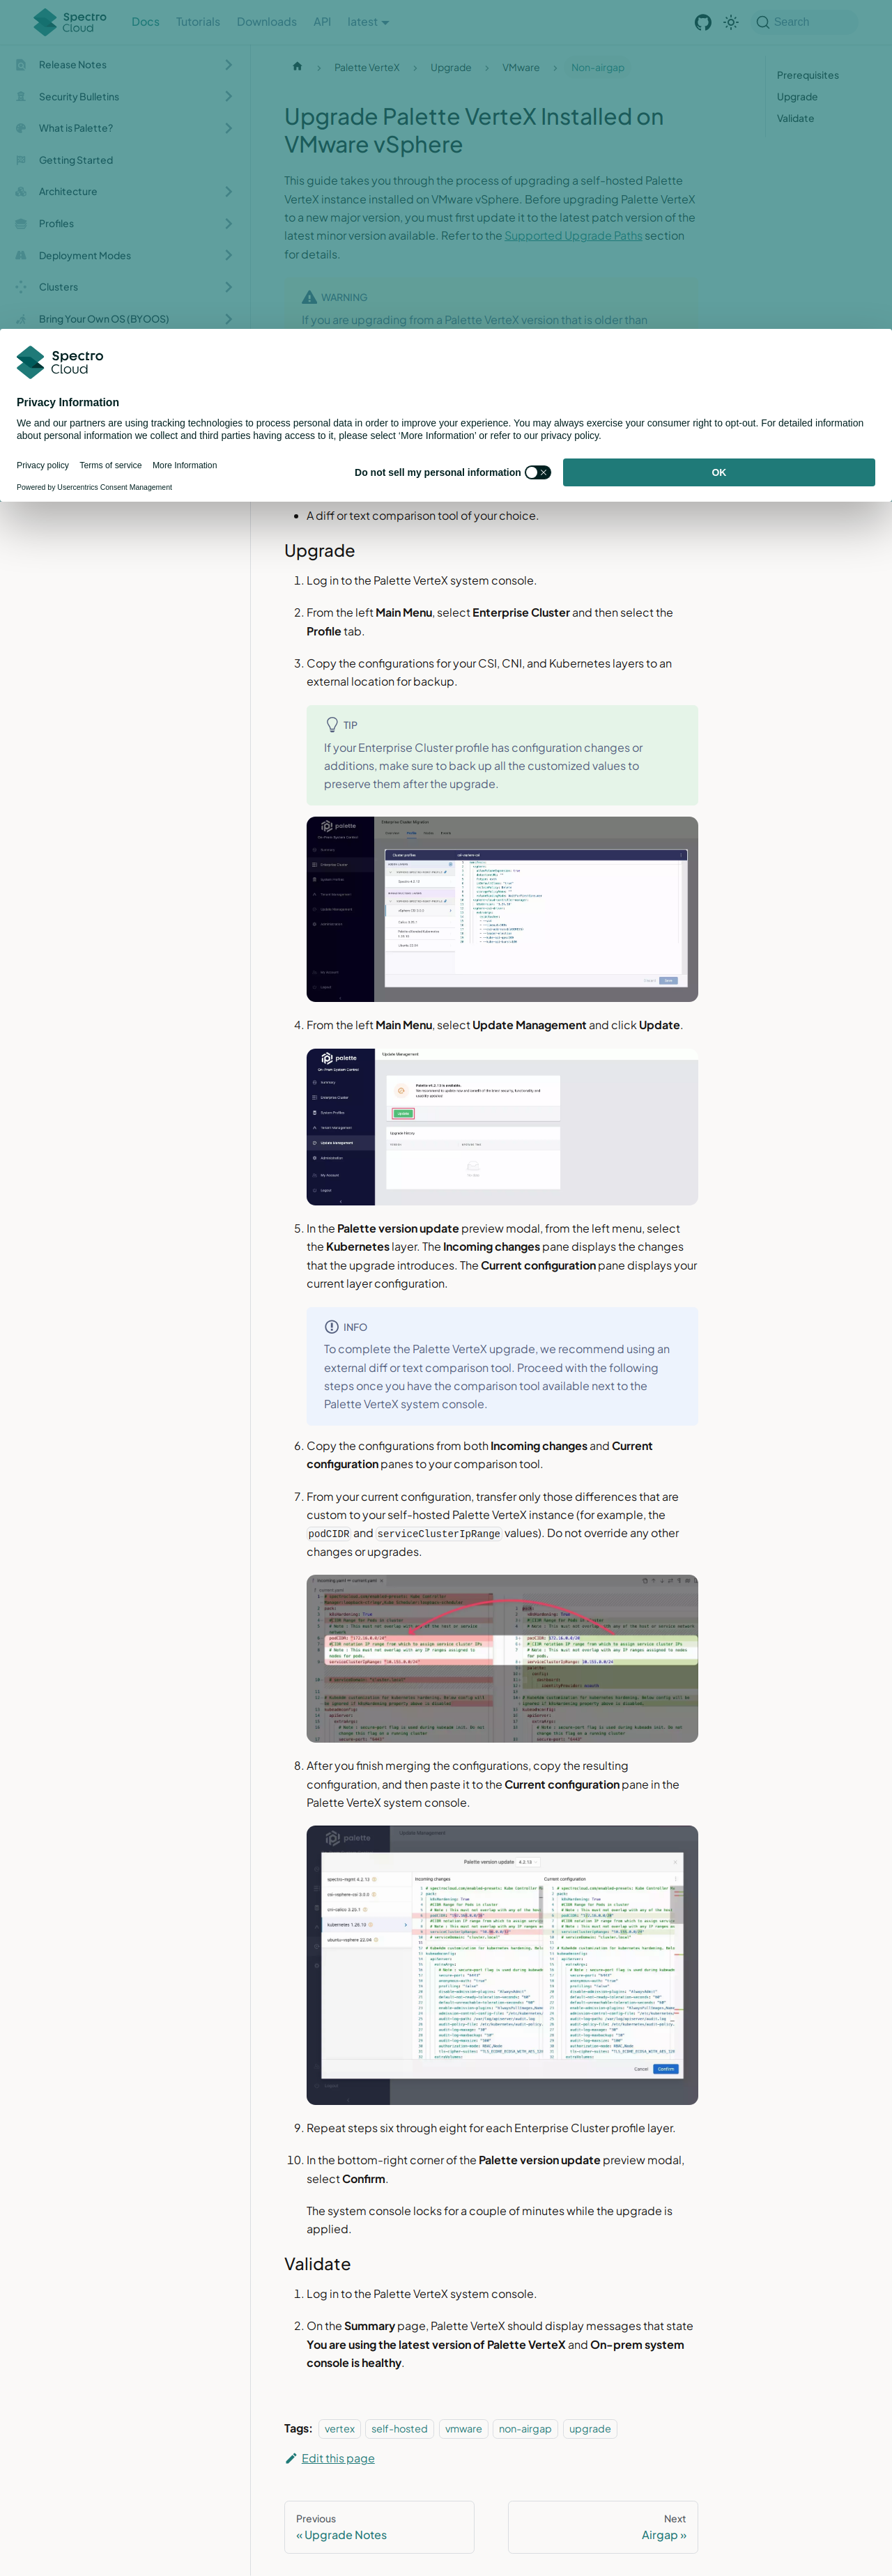 Spectro Cloud
Docs
Tutorials
Downloads
API
latest
Search
Release Notes
Security Bulletins
What is Palette?
Getting Started
Architecture
Profiles
Deployment Modes
Clusters
Bring Your Own OS (BYOOS)
Palette VerteX
Upgrade
VMware
Non-airgap
Prerequisites
Upgrade
Validate
Upgrade Palette VerteX Installed on
VMware vSphere
This guide takes you through the process of upgrading a self-hosted Palette
VerteX instance installed on VMware vSphere. Before upgrading Palette VerteX
to a new major version, you must first update it to the latest patch version of the
latest minor version available. Refer to the Supported Upgrade Paths section
for details.
WARNING
If you are upgrading from a Palette VerteX version that is older than
Spectro Cloud
Privacy Information
We and our partners are using tracking technologies to process personal data in order to improve your experience. You may always exercise your consumer right to opt-out. For detailed information
about personal information we collect and third parties having access to it, please select ‘More Information’ or refer to our privacy policy.
Privacy policy
Terms of service
More Information
Powered by Usercentrics Consent Management
Do not sell my personal information
OK
• A diff or text comparison tool of your choice.
Upgrade
1. Log in to the Palette VerteX system console.
2. From the left Main Menu, select Enterprise Cluster and then select the
Profile tab.
3. Copy the configurations for your CSI, CNI, and Kubernetes layers to an
external location for backup.
TIP
If your Enterprise Cluster profile has configuration changes or
additions, make sure to back up all the customized values to
preserve them after the upgrade.
palette
4. From the left Main Menu, select Update Management and click Update.
palette
Update Management
Update
5. In the Palette version update preview modal, from the left menu, select
the Kubernetes layer. The Incoming changes pane displays the changes
that the upgrade introduces. The Current configuration pane displays your
current layer configuration.
INFO
To complete the Palette VerteX upgrade, we recommend using an
external diff or text comparison tool. Proceed with the following
steps once you have the comparison tool available next to the
Palette VerteX system console.
6. Copy the configurations from both Incoming changes and Current
configuration panes to your comparison tool.
7. From your current configuration, transfer only those differences that are
custom to your self-hosted Palette VerteX instance (for example, the
podCIDR and serviceClusterIpRange values). Do not override any other
changes or upgrades.
8. After you finish merging the configurations, copy the resulting
configuration, and then paste it to the Current configuration pane in the
Palette VerteX system console.
palette
Palette version update
4.2.13
Incoming changes
Current configuration
Cancel
Confirm
9. Repeat steps six through eight for each Enterprise Cluster profile layer.
10. In the bottom-right corner of the Palette version update preview modal,
select Confirm.
The system console locks for a couple of minutes while the upgrade is
applied.
Validate
1. Log in to the Palette VerteX system console.
2. On the Summary page, Palette VerteX should display messages that state
You are using the latest version of Palette VerteX and On-prem system
console is healthy.
Tags: vertex self-hosted vmware non-airgap upgrade
Edit this page
Previous
« Upgrade Notes
Next
Airgap »